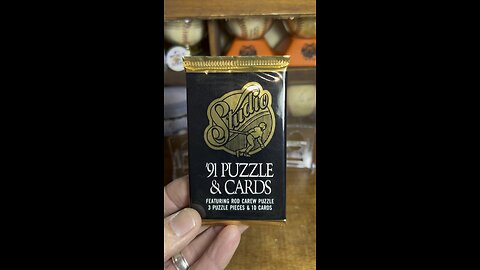 Studio
'91 PUZZLE
& CARDS
FEATURING ROD CAREW PUZZLE
3 PUZZLE PIECES & 10 CARDS